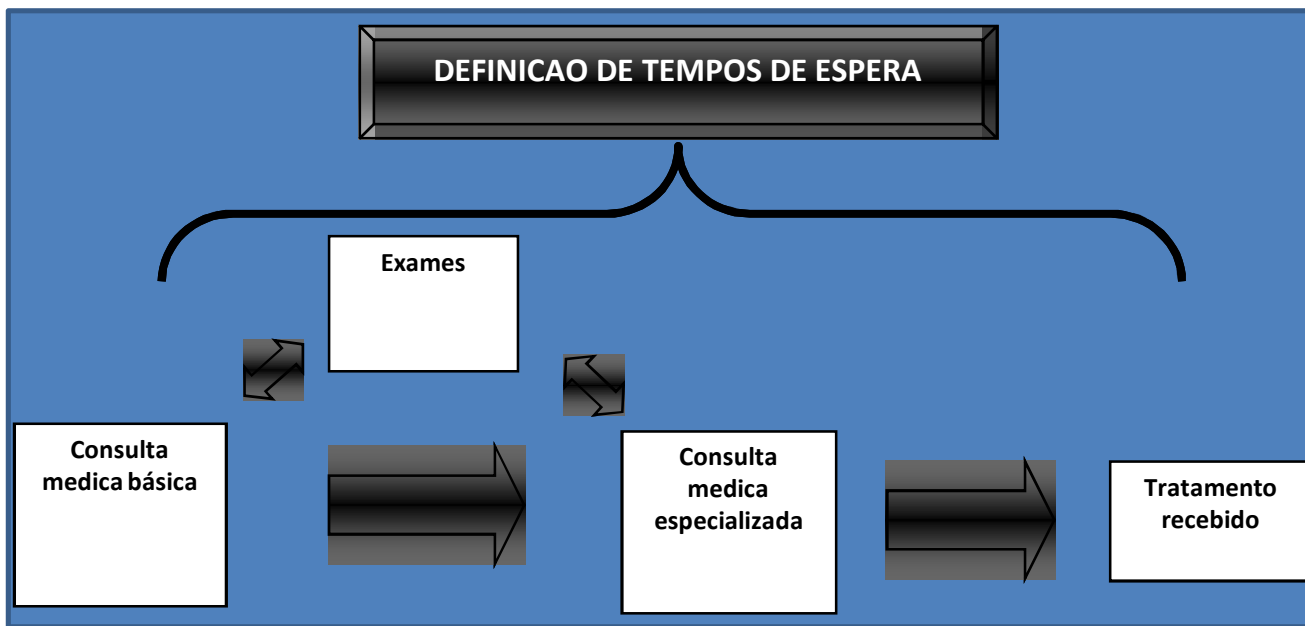 DEFINICAO DE TEMPOS DE ESPERA
Exames
Consulta
medica básica
Consulta
medica
especializada
Tratamento
recebido